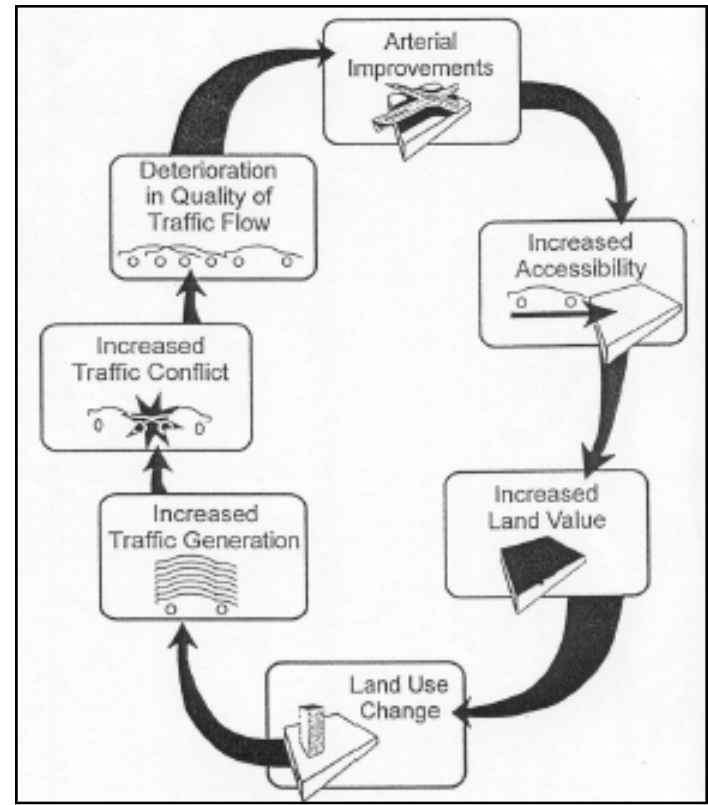 Arterial
Improvements
Increased
Accessibility
Increased
Land Value
Land Use
Change
Increased
Traffic Generation
Increased
Traffic Conflict
Deterioration
in Quality of
Traffic Flow